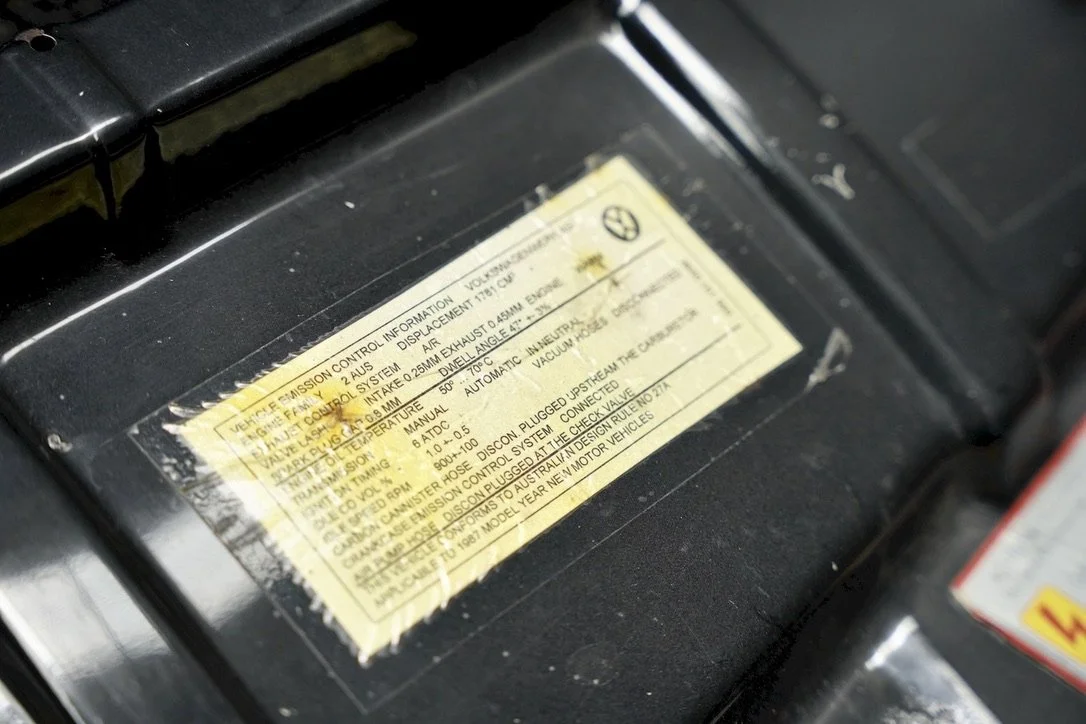 VEHICLE EMISSION CONTROL INFORMATION VOLKSWAGENWERK AG
ENGINE FAMILY 2 AUS DISPLACEMENT 1781 CM³
EXHAUST CONTROL SYSTEM A/R
VALVE LASH INTAKE 0.25MM EXHAUST 0.45MM ENGINE
SPARK PLUG GAP 0.8 MM DWELL ANGLE 47° +- 3%
ENGINE OIL TEMPERATURE 50° ... 70°C
TRANSMISSION MANUAL AUTOMATIC IN NEUTRAL
TIMING 6 ATDC VACUUM HOSES DISCONNECTED
IDLE CO VOL % 1.0 +- 0.5
IDLE SPEED RPM 900+-100
CARBON CANNISTER HOSE DISCON. PLUGGED UPSTREAM THE CARBURETOR
CRANKCASE EMISSION CONTROL SYSTEM CONNECTED
AIR PUMP HOSE DISCON PLUGGED AT THE CHECK VALVE
THIS VEHICLE CONFORMS TO AUSTRALIAN DESIGN RULE NO 27A
APPLICABLE TO 1987 MODEL YEAR NEW MOTOR VEHICLES